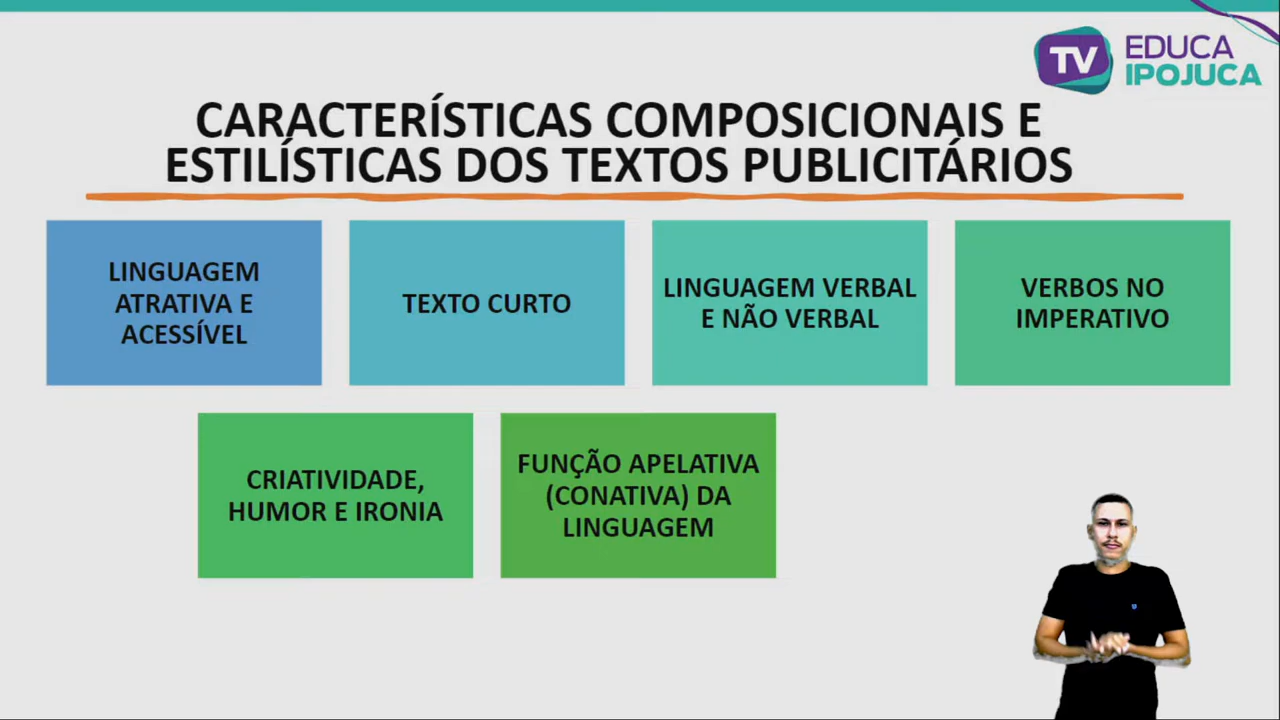 TV EDUCA
IPOJUCA
CARACTERÍSTICAS COMPOSICIONAIS E
ESTILÍSTICAS DOS TEXTOS PUBLICITÁRIOS
LINGUAGEM
ATRATIVA E
ACESSÍVEL
TEXTO CURTO
LINGUAGEM VERBAL
E NÃO VERBAL
VERBOS NO
IMPERATIVO
CRIATIVIDADE,
HUMOR E IRONIA
FUNÇÃO APELATIVA
(CONATIVA) DA
LINGUAGEM